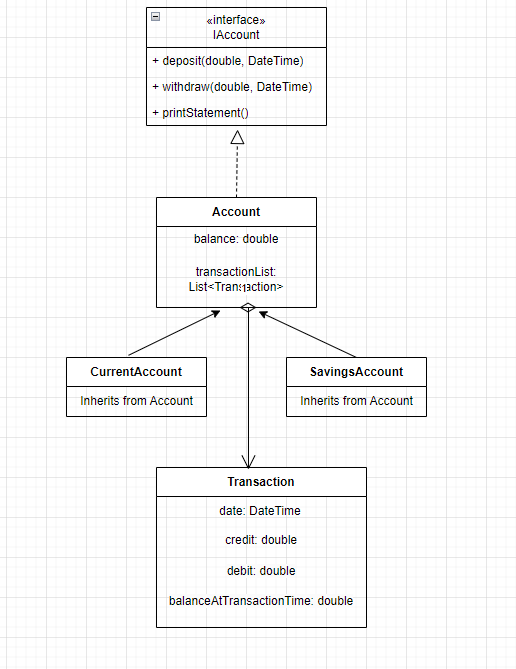 «interface»
IAccount
+ deposit(double, DateTime)
+ withdraw(double, DateTime)
+ printStatement()
Account
balance: double
transactionList:
List<Transaction>
1
CurrentAccount
Inherits from Account
SavingsAccount
Inherits from Account
Transaction
date: DateTime
credit: double
debit: double
balanceAtTransactionTime: double